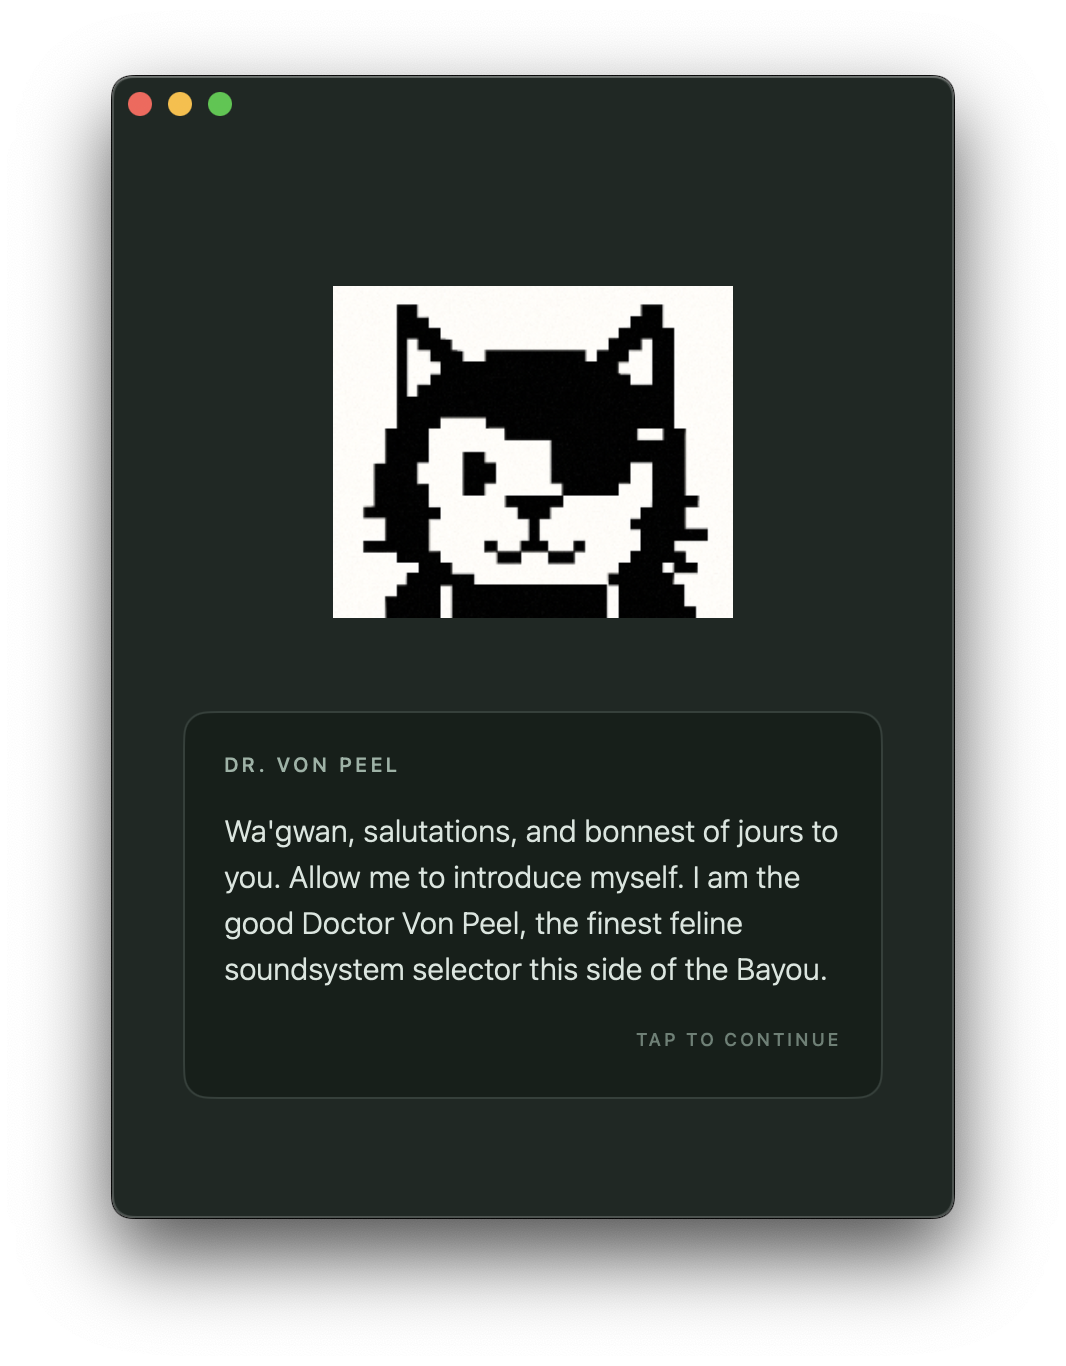 DR. VON PEEL
Wa'gwan, salutations, and bonnest of jours to
you. Allow me to introduce myself. I am the
good Doctor Von Peel, the finest feline
soundsystem selector this side of the Bayou.
TAP TO CONTINUE